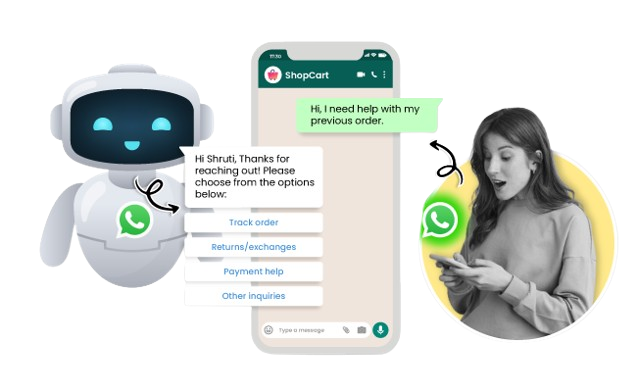 11:30
ShopCart
Hi, I need help with my
previous order.
Hi Shruti, Thanks for
reaching out! Please
choose from the options
below:
Track order
Returns/exchanges
Payment help
Other inquiries
Type a message